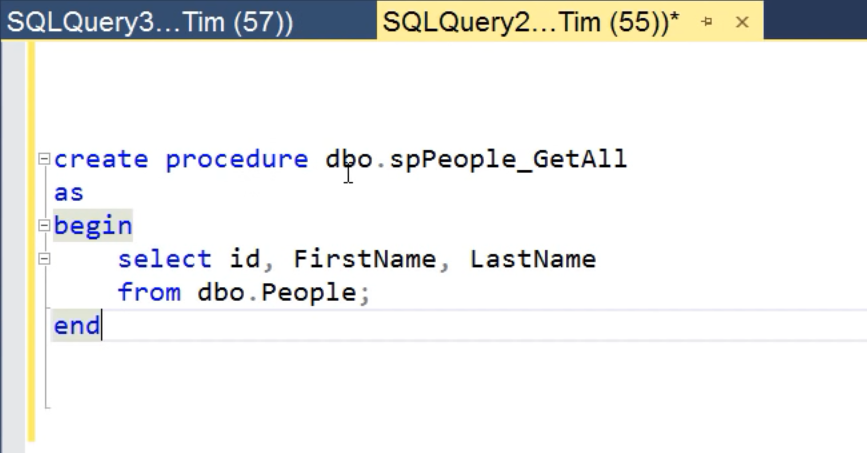 SQLQuery3...Tim (57)) SQLQuery2...Tim (55))*
create procedure dbo.spPeople_GetAll
as
begin
select id, FirstName, LastName
from dbo.People;
end